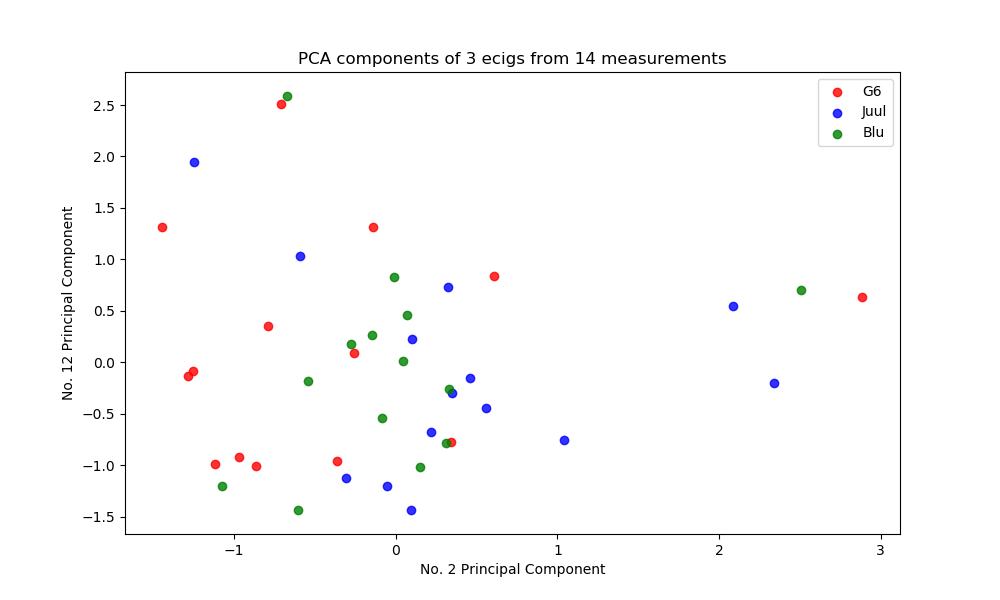 PCA components of 3 ecigs from 14 measurements
G6
Juul
Blu
2.5
2.0
1.5
1.0
0.5
0.0
−0.5
−1.0
−1.5
No. 12 Principal Component
−1
0
1
2
3
No. 2 Principal Component